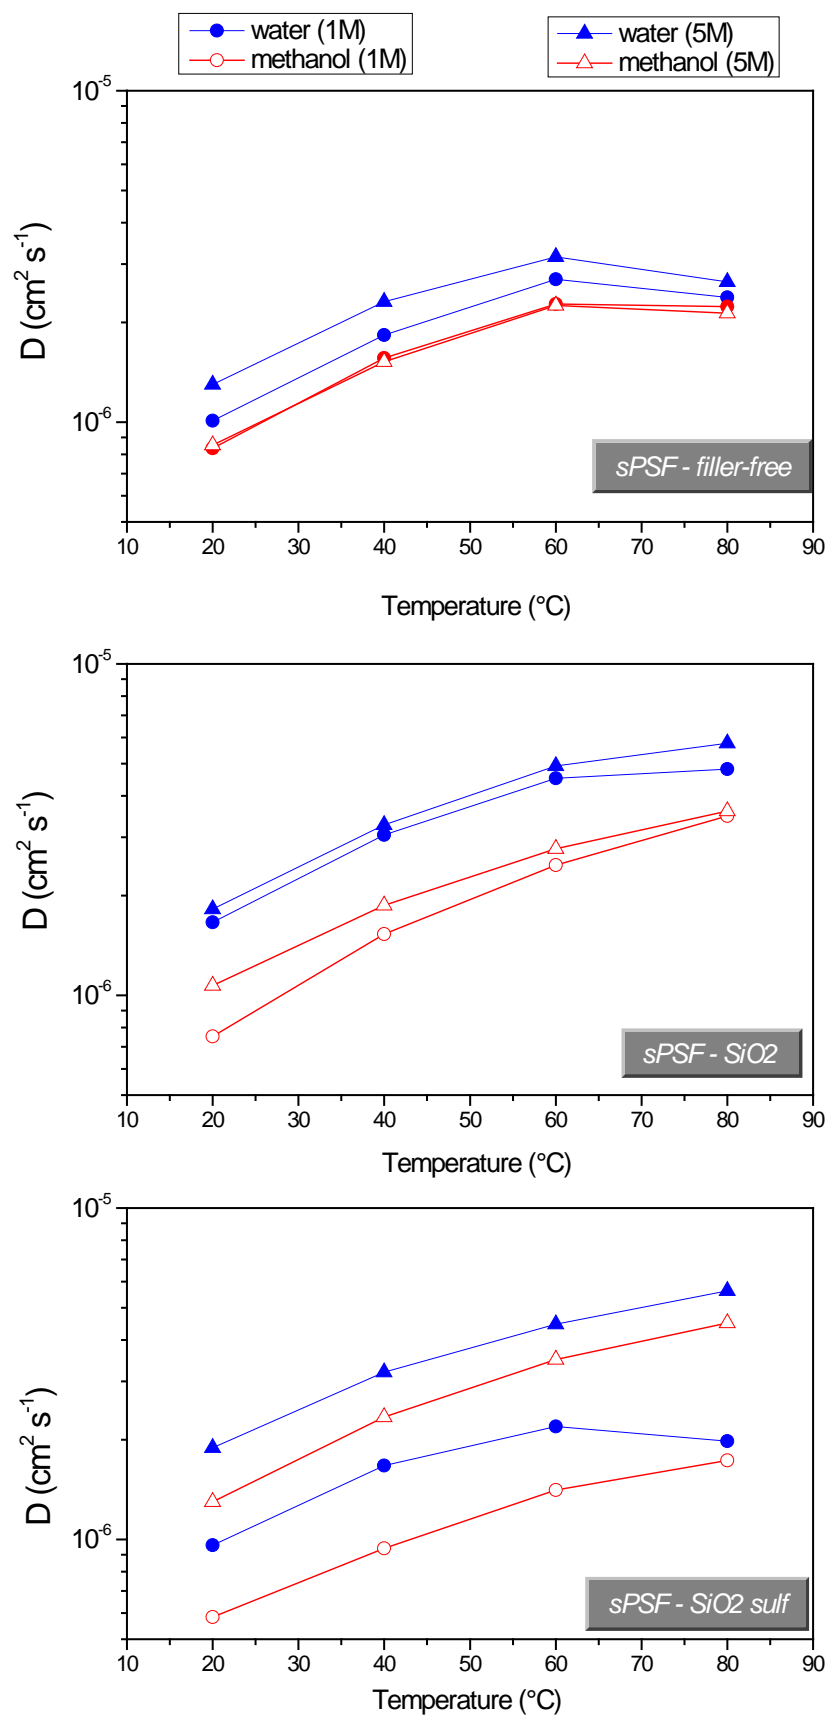 water (1M)
methanol (1M)
water (5M)
methanol (5M)
10⁻⁵
10⁻⁶
D (cm² s⁻¹)
sPSF - filler-free
10 20 30 40 50 60 70 80 90
Temperature (°C)
10⁻⁵
10⁻⁶
D (cm² s⁻¹)
sPSF - SiO2
10 20 30 40 50 60 70 80 90
Temperature (°C)
10⁻⁵
10⁻⁶
D (cm² s⁻¹)
sPSF - SiO2 sulf
10 20 30 40 50 60 70 80 90
Temperature (°C)